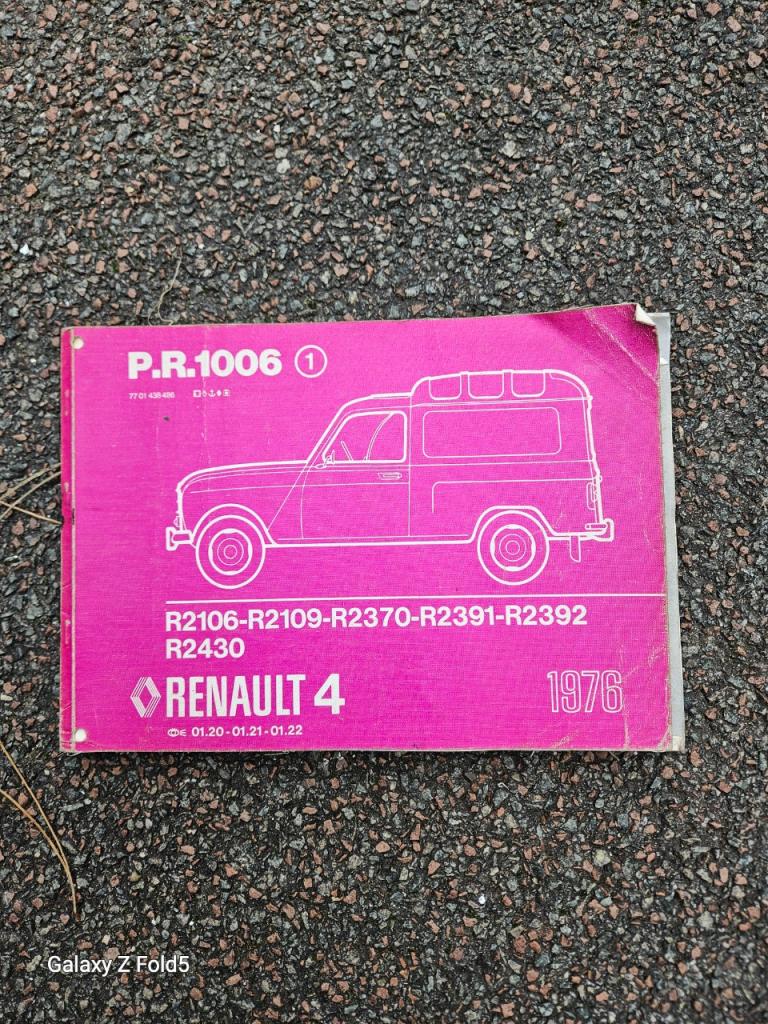 P.R.1006 1
77 01 438 486
R2106-R2109-R2370-R2391-R2392
R2430
RENAULT 4
1976
01.20 - 01.21 - 01.22
Galaxy Z Fold5